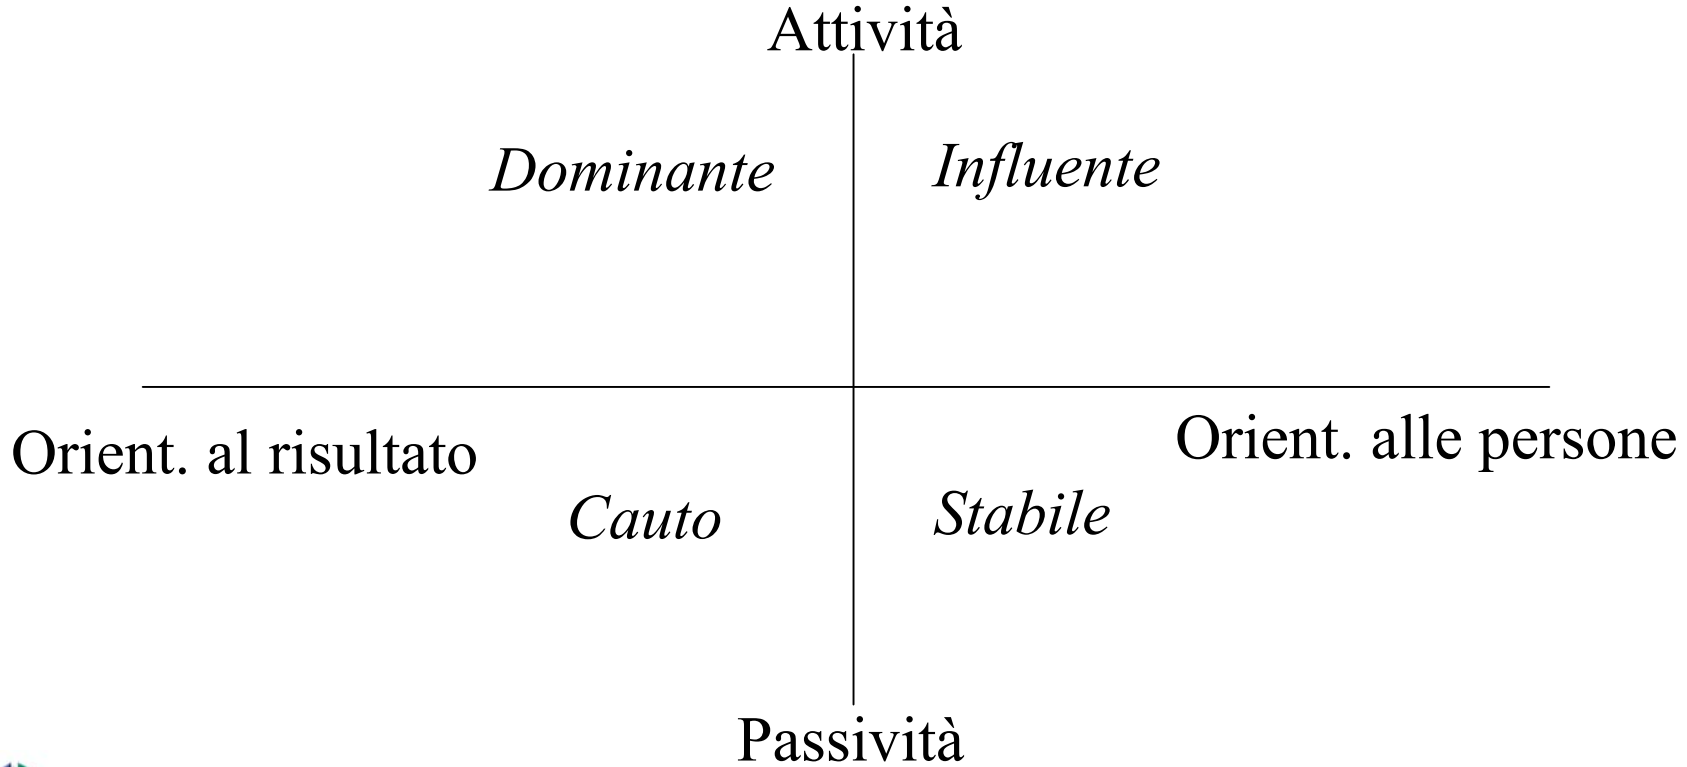 Attività
Dominante
Influente
Orient. al risultato
Orient. alle persone
Cauto
Stabile
Passività